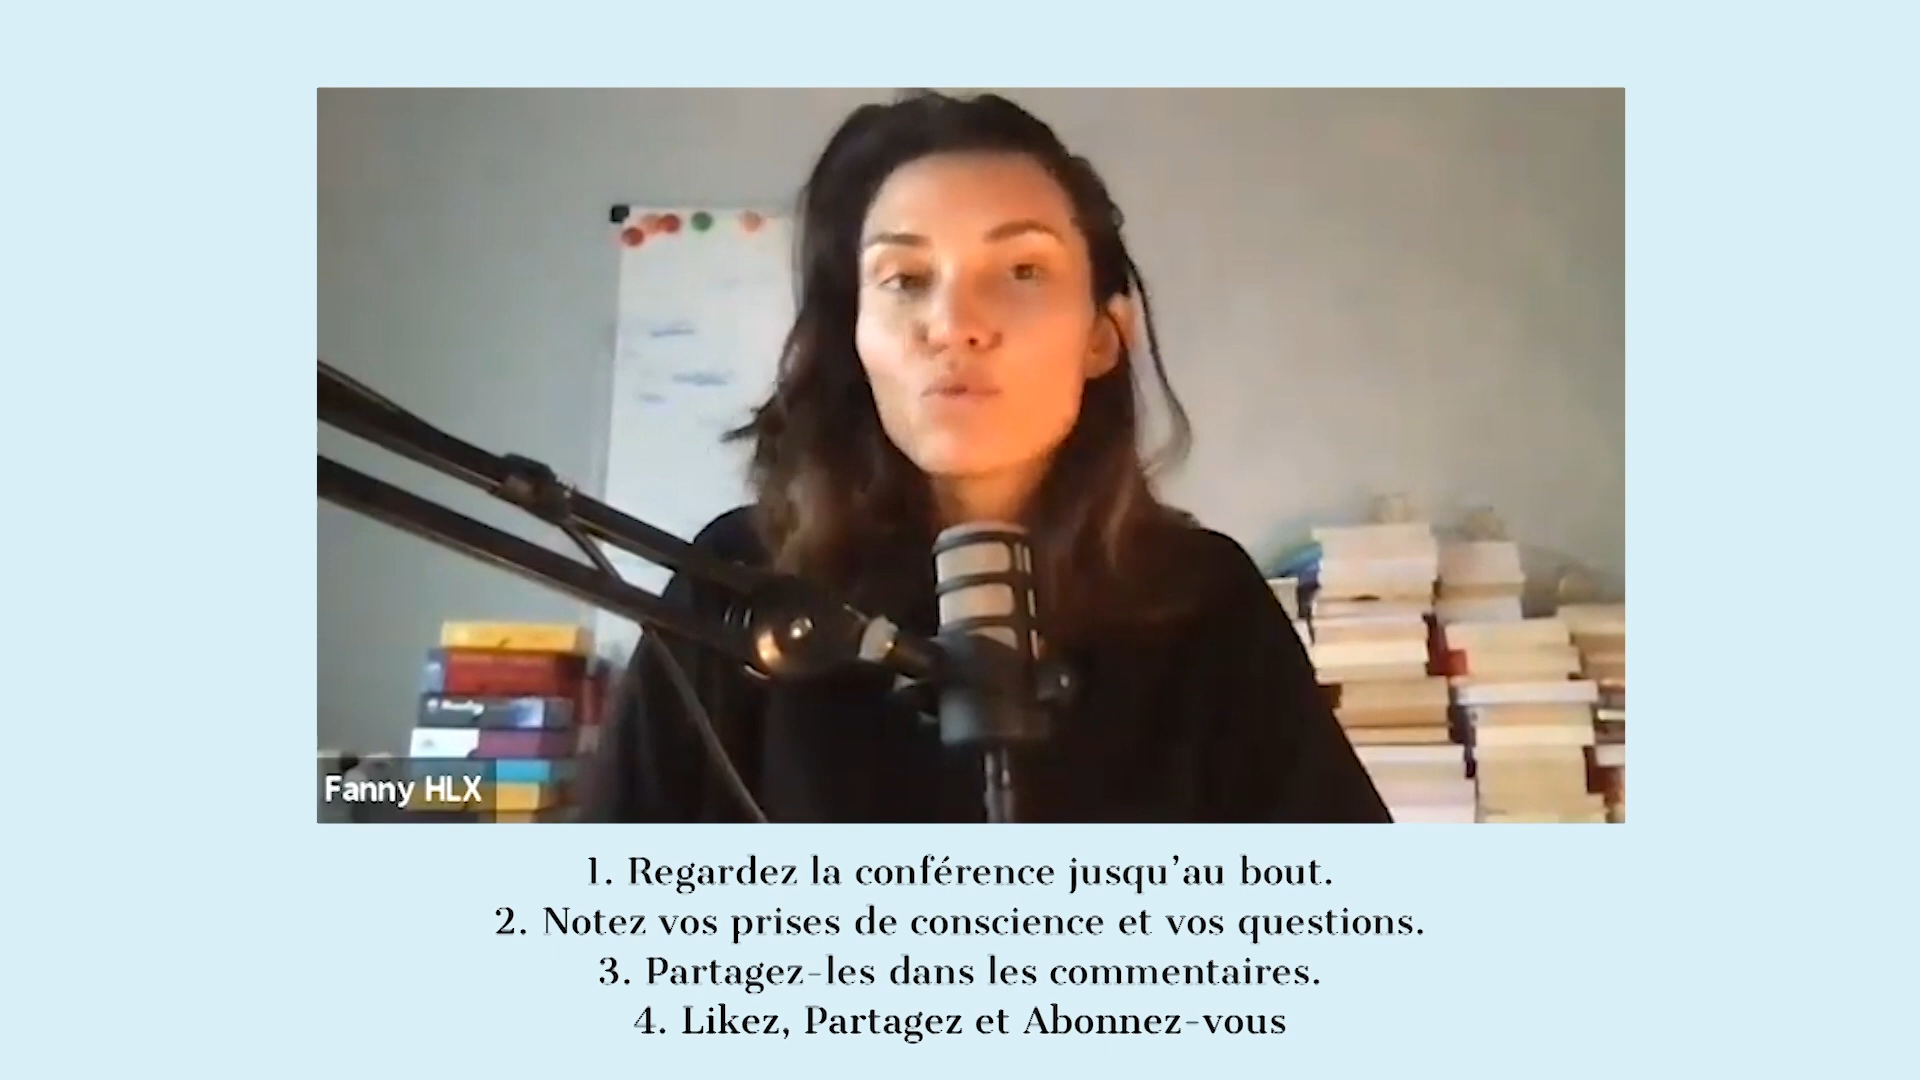 Fanny HLX
1. Regardez la conférence jusqu'au bout.
2. Notez vos prises de conscience et vos questions.
3. Partagez-les dans les commentaires.
4. Likez, Partagez et Abonnez-vous